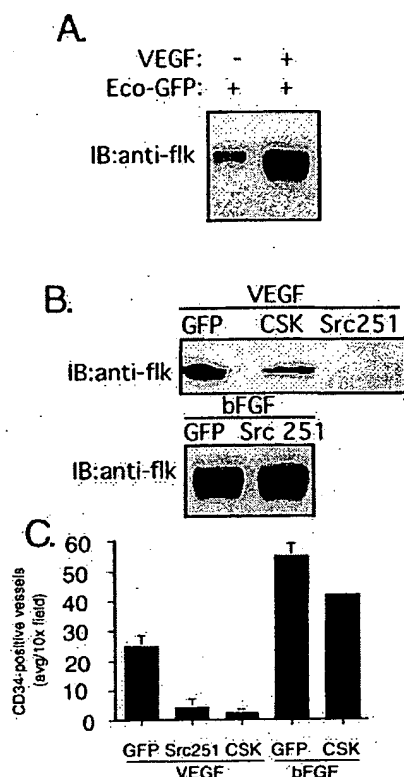 A.
VEGF: - +
Eco-GFP: + +
IB:anti-flk
B.
VEGF
GFP CSK Src251
IB:anti-flk
bFGF
GFP Src 251
IB:anti-flk
C.
CD34-positive vessels
(avg/10x field)
60
50
40
30
20
10
0
GFP Src251 CSK GFP CSK
VEGF bFGF